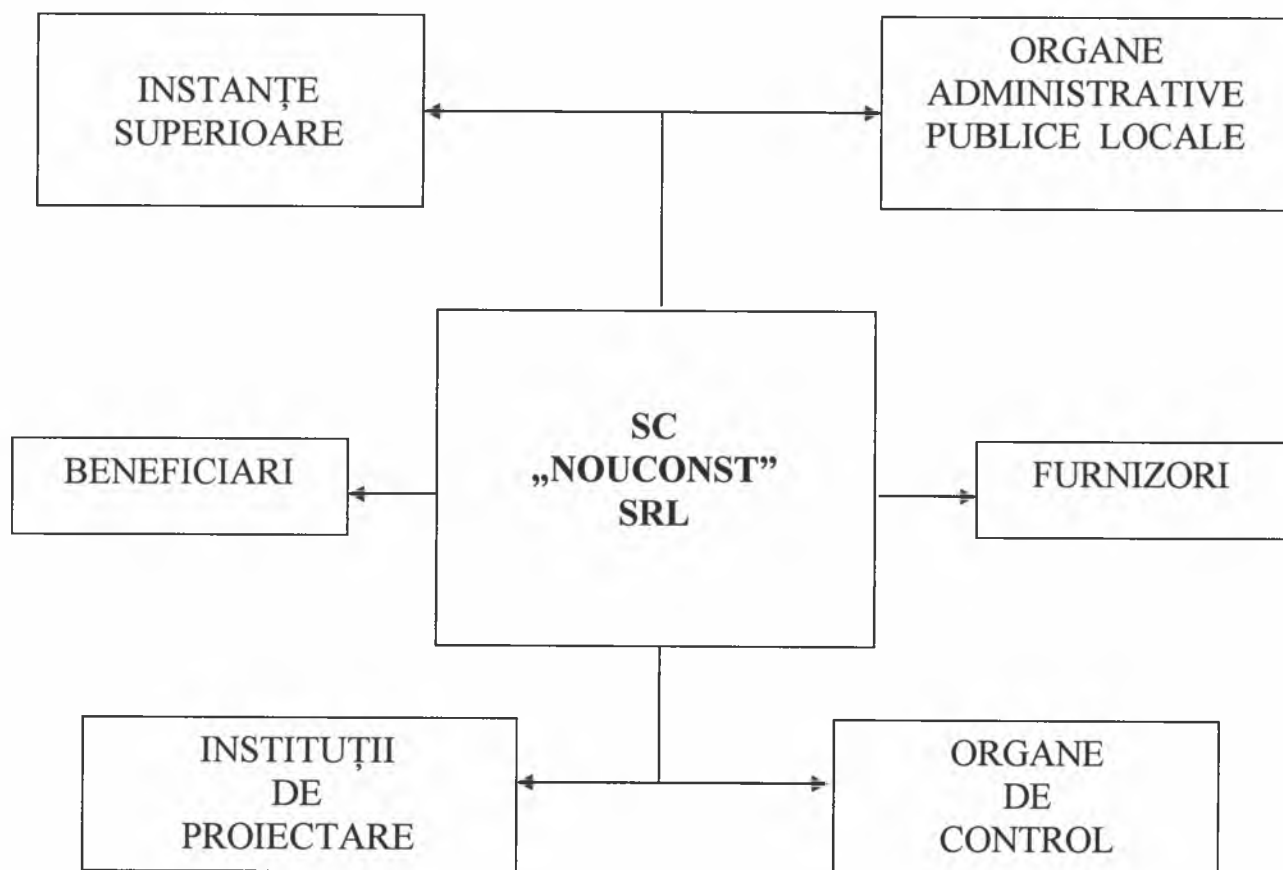 INSTANȚE
SUPERIOARE
ORGANE
ADMINISTRATIVE
PUBLICE LOCALE
SC
„NOUCONST”
SRL
BENEFICIARI
FURNIZORI
INSTITUȚII
DE
PROIECTARE
ORGANE
DE
CONTROL